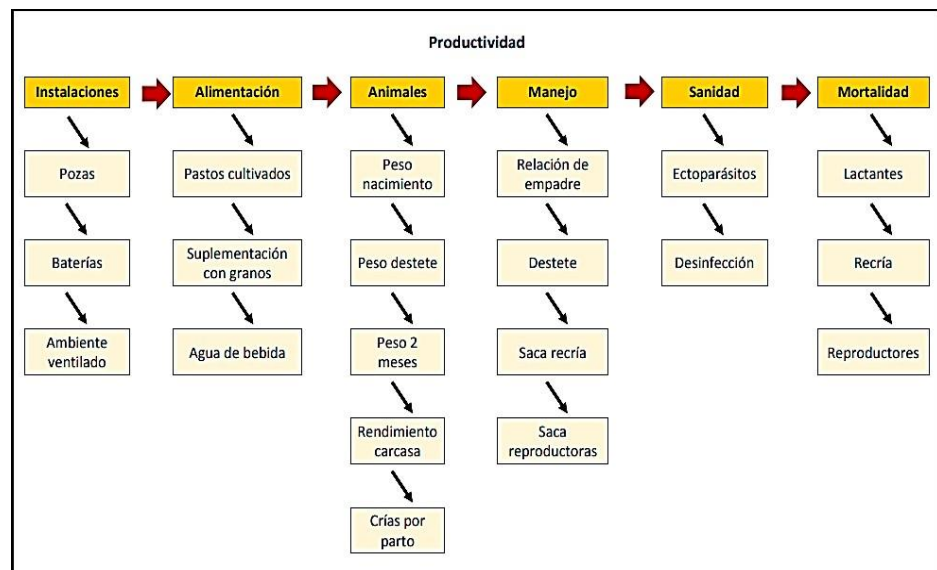 Productividad
Instalaciones
Alimentación
Animales
Manejo
Sanidad
Mortalidad
Pozas
Pastos cultivados
Peso
nacimiento
Relación de
empadre
Ectoparásitos
Lactantes
Baterías
Suplementación
con granos
Peso destete
Destete
Desinfección
Recría
Ambiente
ventilado
Agua de bebida
Peso 2
meses
Saca recría
Reproductores
Rendimiento
carcasa
Saca
reproductoras
Crías por
parto